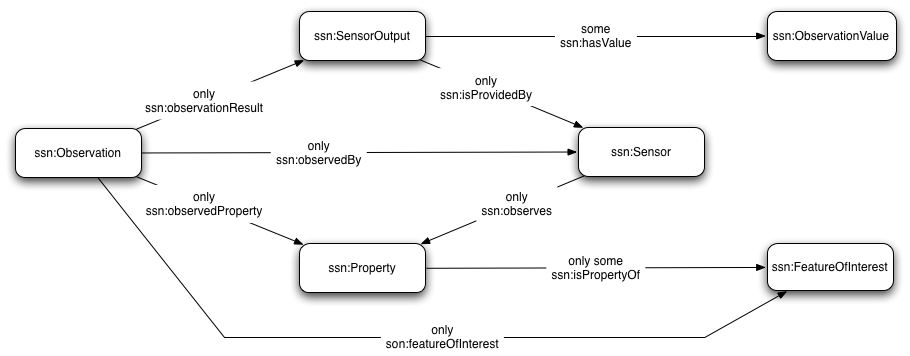 ssn:SensorOutput
some
ssn:hasValue
ssn:ObservationValue
only
ssn:isProvidedBy
only
ssn:observationResult
ssn:Observation
only
ssn:observedBy
ssn:Sensor
only
ssn:observedProperty
only
ssn:observes
ssn:Property
only some
ssn:isPropertyOf
ssn:FeatureOfInterest
only
son:featureOfInterest